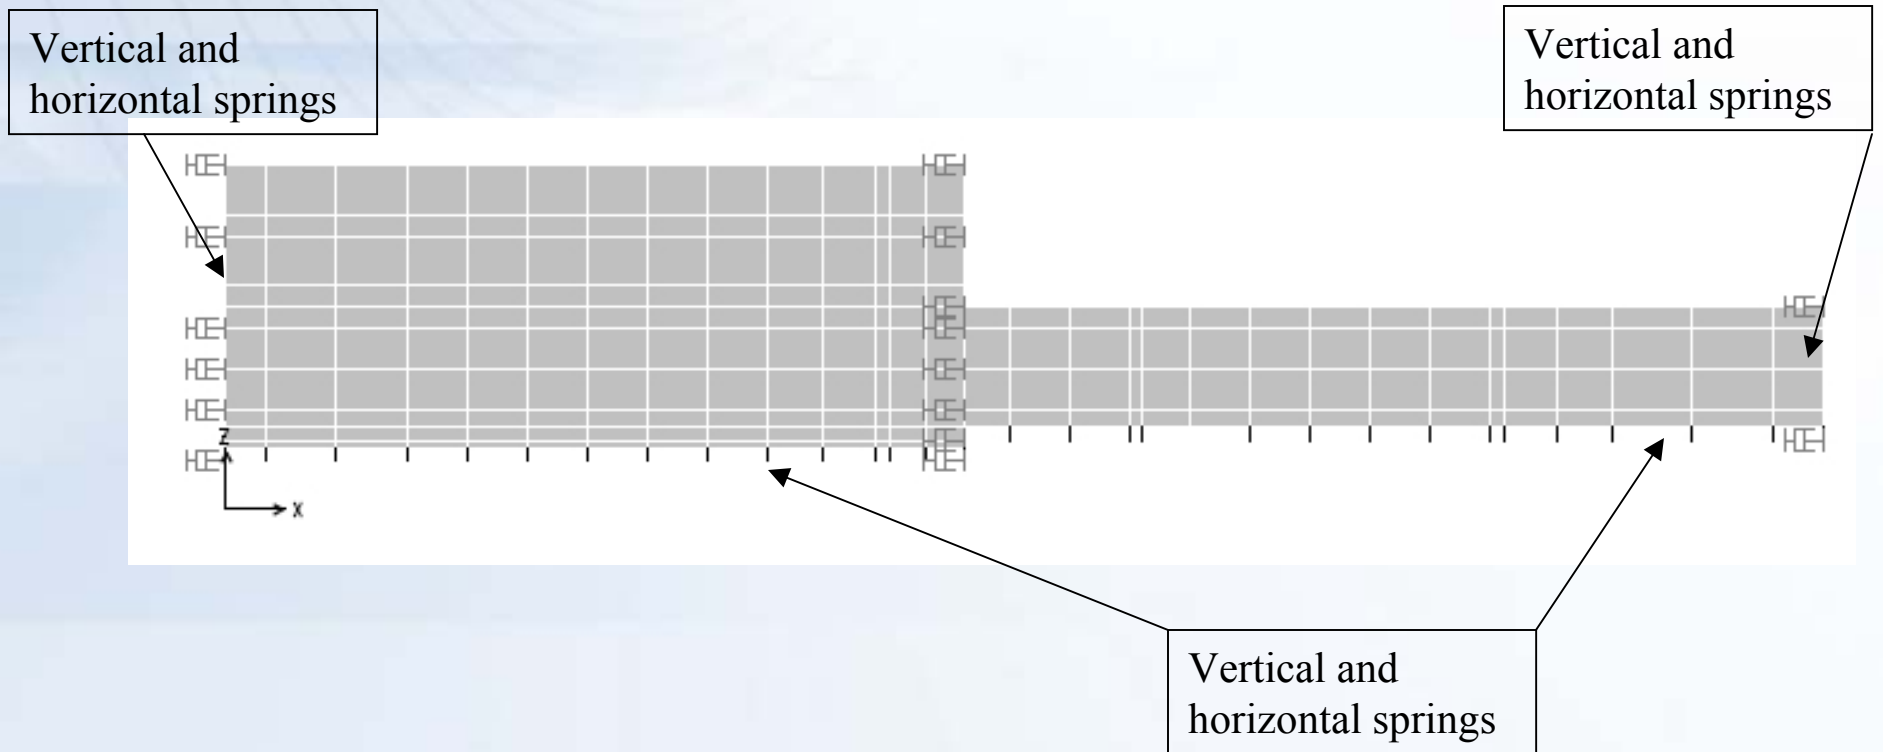 Vertical and
horizontal springs
Vertical and
horizontal springs
Z
X
Vertical and
horizontal springs